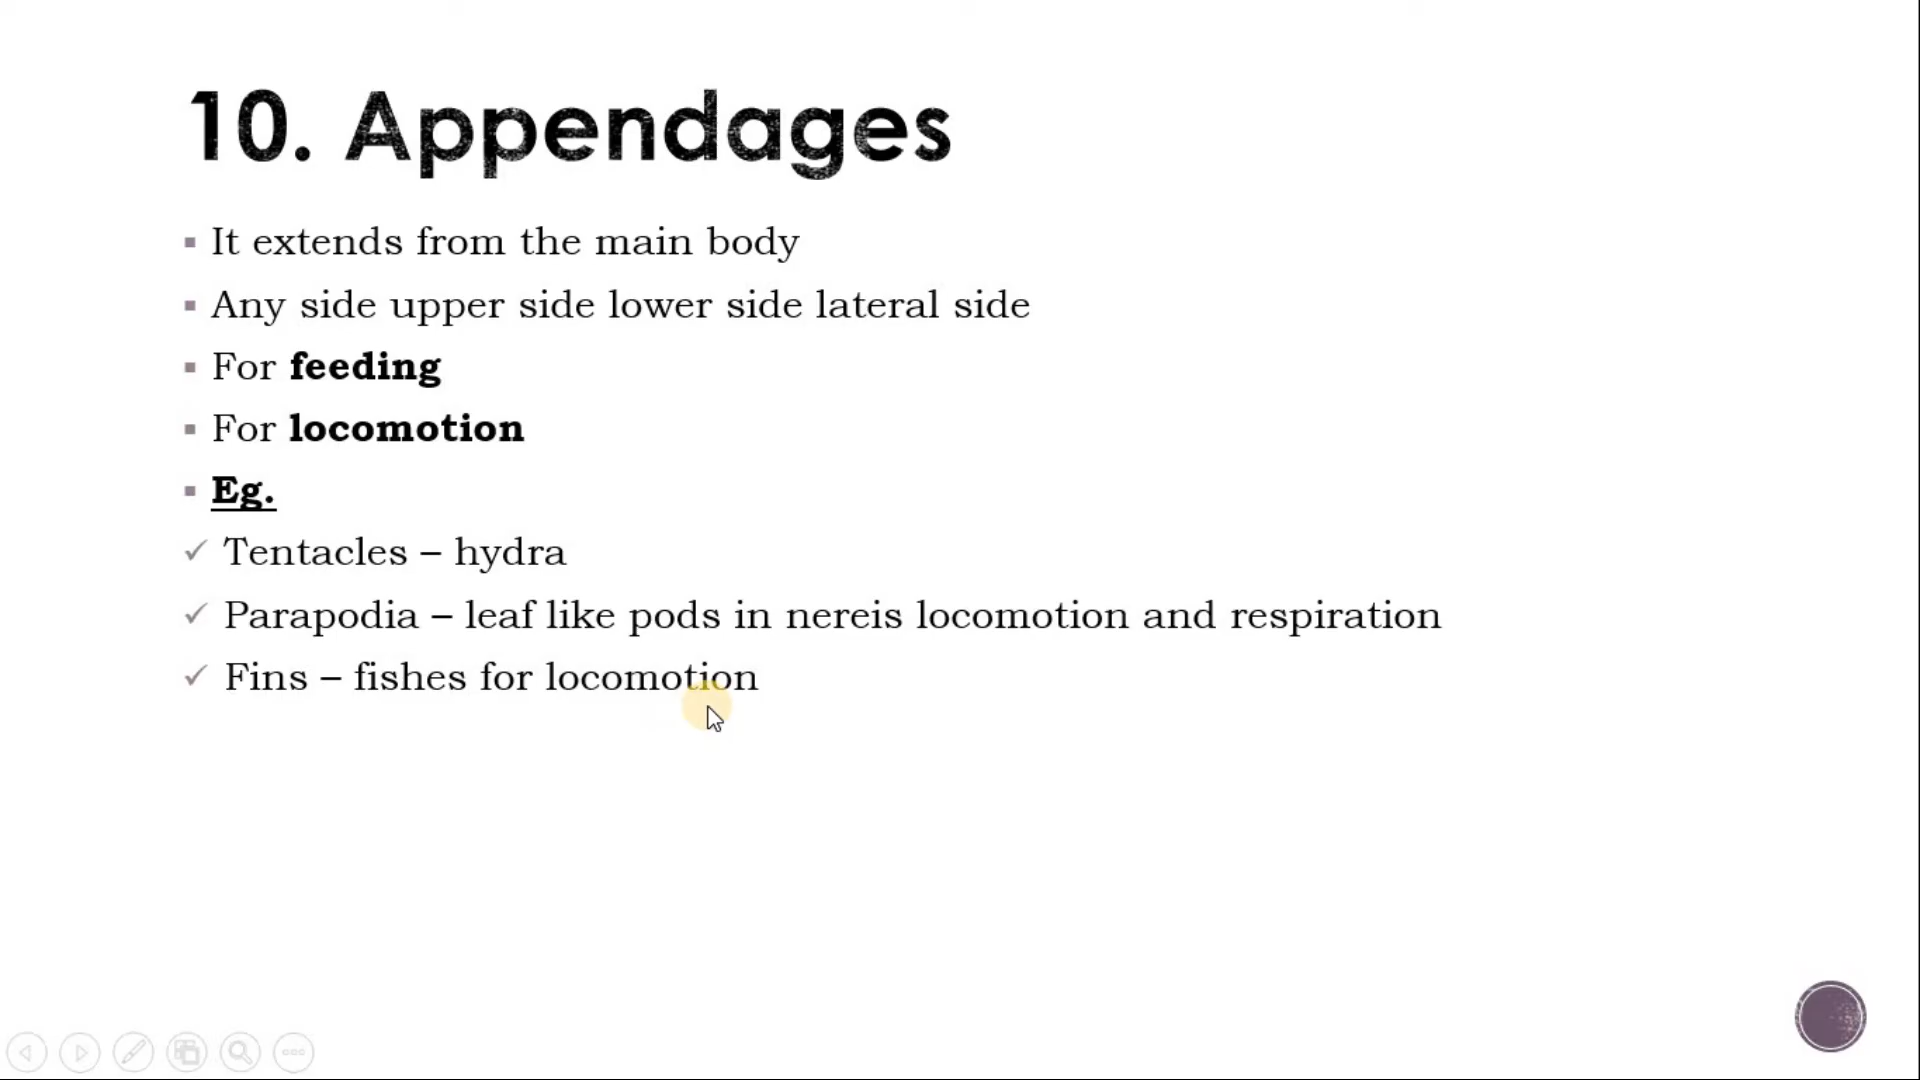 10. Appendages
It extends from the main body
Any side upper side lower side lateral side
For feeding
For locomotion
Eg.
Tentacles – hydra
Parapodia – leaf like pods in nereis locomotion and respiration
Fins – fishes for locomotion